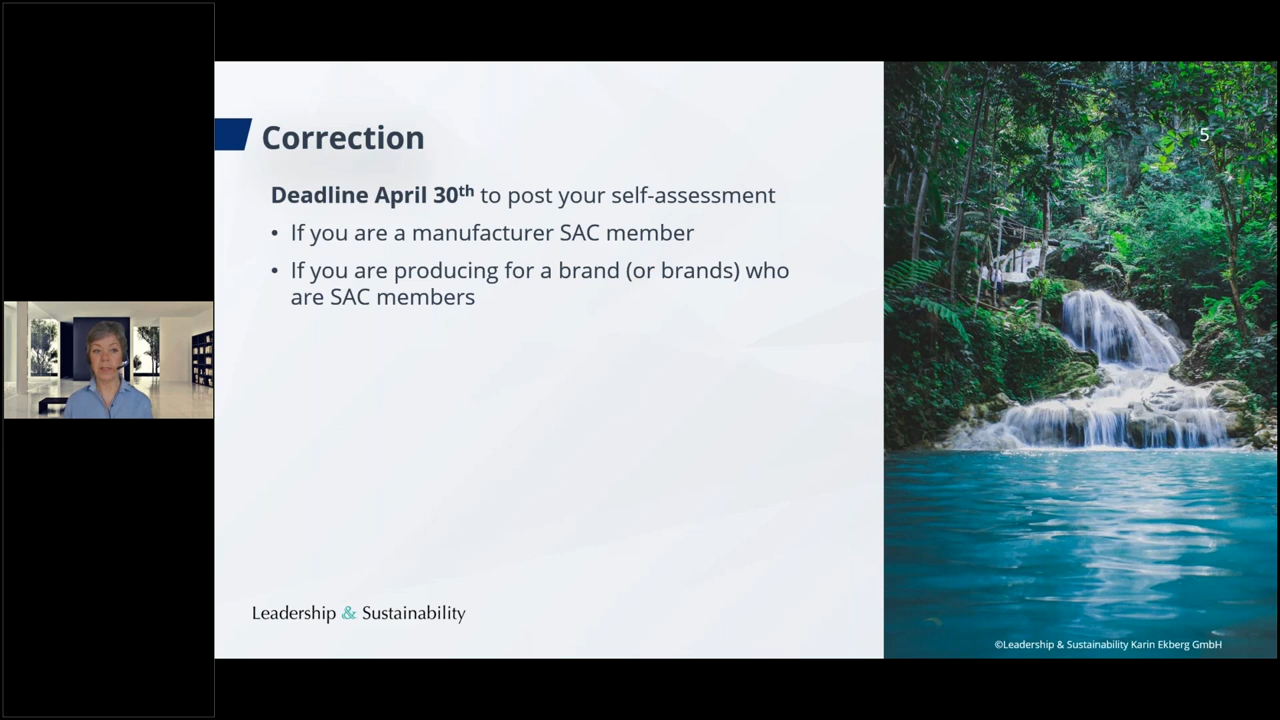 5
Correction
Deadline April 30th to post your self-assessment
• If you are a manufacturer SAC member
• If you are producing for a brand (or brands) who
are SAC members
Leadership & Sustainability
©Leadership & Sustainability Karin Ekberg GmbH